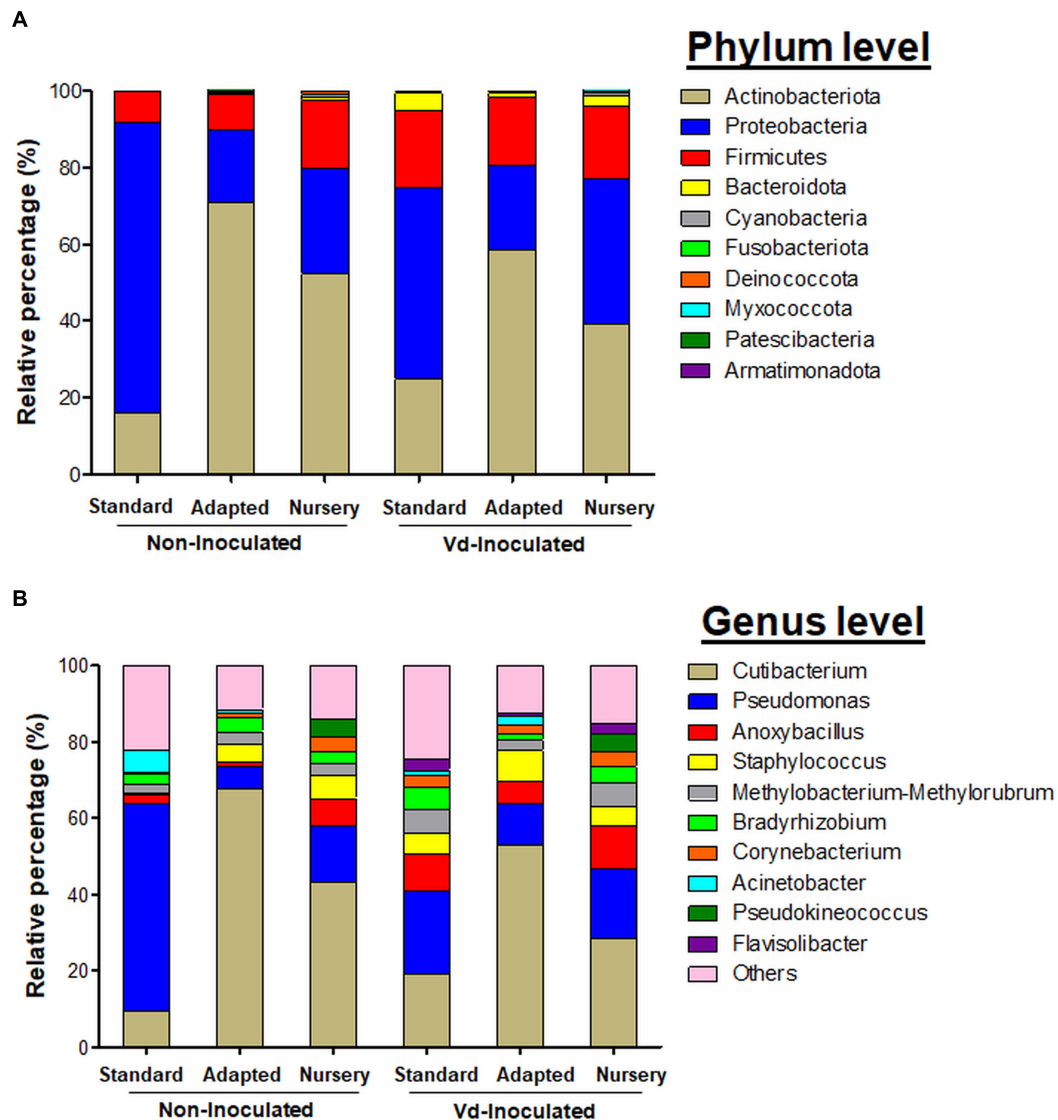 A
Phylum level
Relative percentage (%)
100
80
60
40
20
0
Actinobacteriota
Proteobacteria
Firmicutes
Bacteroidota
Cyanobacteria
Fusobacteriota
Deinococcota
Myxococcota
Patescibacteria
Armatimonadota
Standard Adapted Nursery Standard Adapted Nursery
Non-Inoculated Vd-Inoculated
B
Genus level
Relative percentage (%)
100
80
60
40
20
0
Cutibacterium
Pseudomonas
Anoxybacillus
Staphylococcus
Methylobacterium-Methylorubrum
Bradyrhizobium
Corynebacterium
Acinetobacter
Pseudokineococcus
Flavisolibacter
Others
Standard Adapted Nursery Standard Adapted Nursery
Non-Inoculated Vd-Inoculated